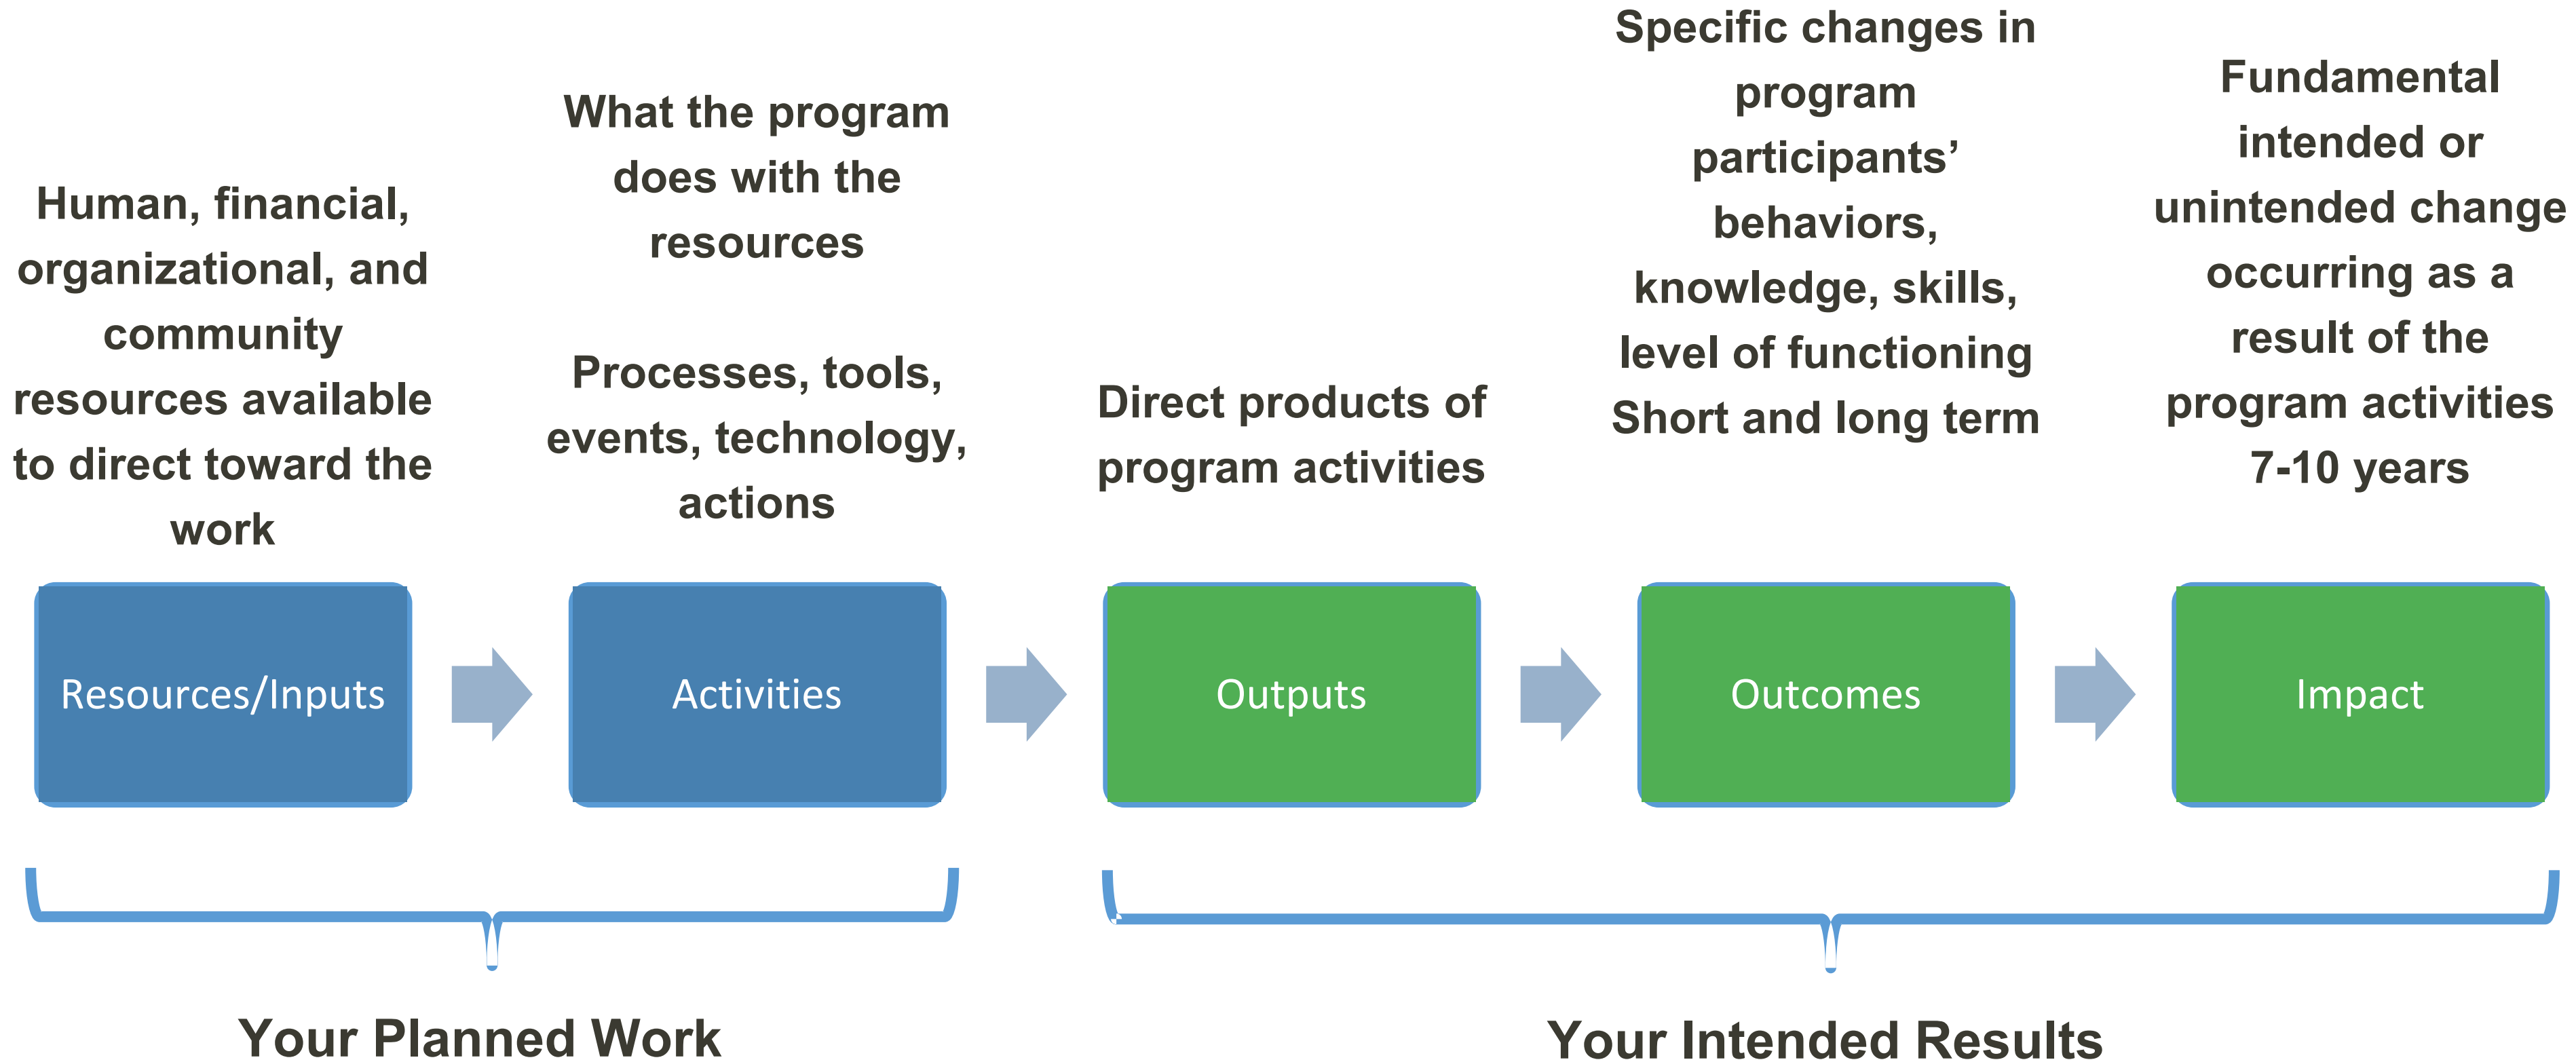 Human, financial,
organizational, and
community
resources available
to direct toward the
work
What the program
does with the
resources
Processes, tools,
events, technology,
actions
Direct products of
program activities
Specific changes in
program
participants’
behaviors,
knowledge, skills,
level of functioning
Short and long term
Fundamental
intended or
unintended change
occurring as a
result of the
program activities
7-10 years
Resources/Inputs
Activities
Outputs
Outcomes
Impact
Your Planned Work
Your Intended Results